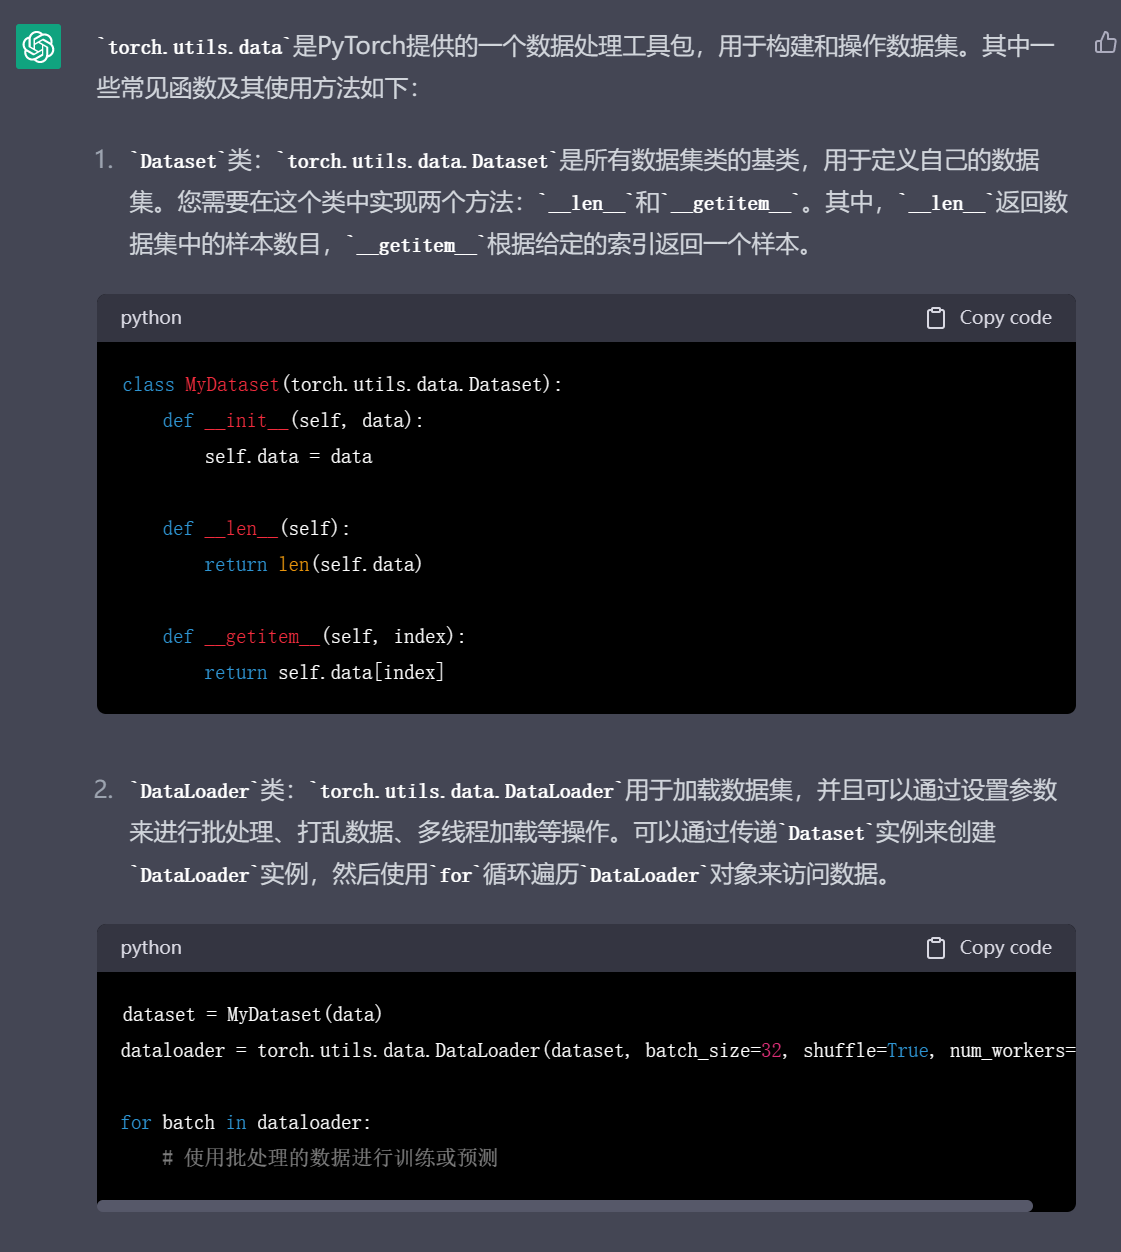 `torch.utils.data`是PyTorch提供的一个数据处理工具包，用于构建和操作数据集。其中一
些常见函数及其使用方法如下：
1. `Dataset`类：`torch.utils.data.Dataset`是所有数据集类的基类，用于定义自己的数据
集。您需要在这个类中实现两个方法：`__len__`和`__getitem__`。其中，`__len__`返回数
据集中的样本数目，`__getitem__`根据给定的索引返回一个样本。
python Copy code
class MyDataset(torch.utils.data.Dataset):
    def __init__(self, data):
        self.data = data
    def __len__(self):
        return len(self.data)
    def __getitem__(self, index):
        return self.data[index]
2. `DataLoader`类：`torch.utils.data.DataLoader`用于加载数据集，并且可以通过设置参数
来进行批处理、打乱数据、多线程加载等操作。可以通过传递`Dataset`实例来创建
`DataLoader`实例，然后使用`for`循环遍历`DataLoader`对象来访问数据。
python Copy code
dataset = MyDataset(data)
dataloader = torch.utils.data.DataLoader(dataset, batch_size=32, shuffle=True, num_workers=
for batch in dataloader:
    # 使用批处理的数据进行训练或预测